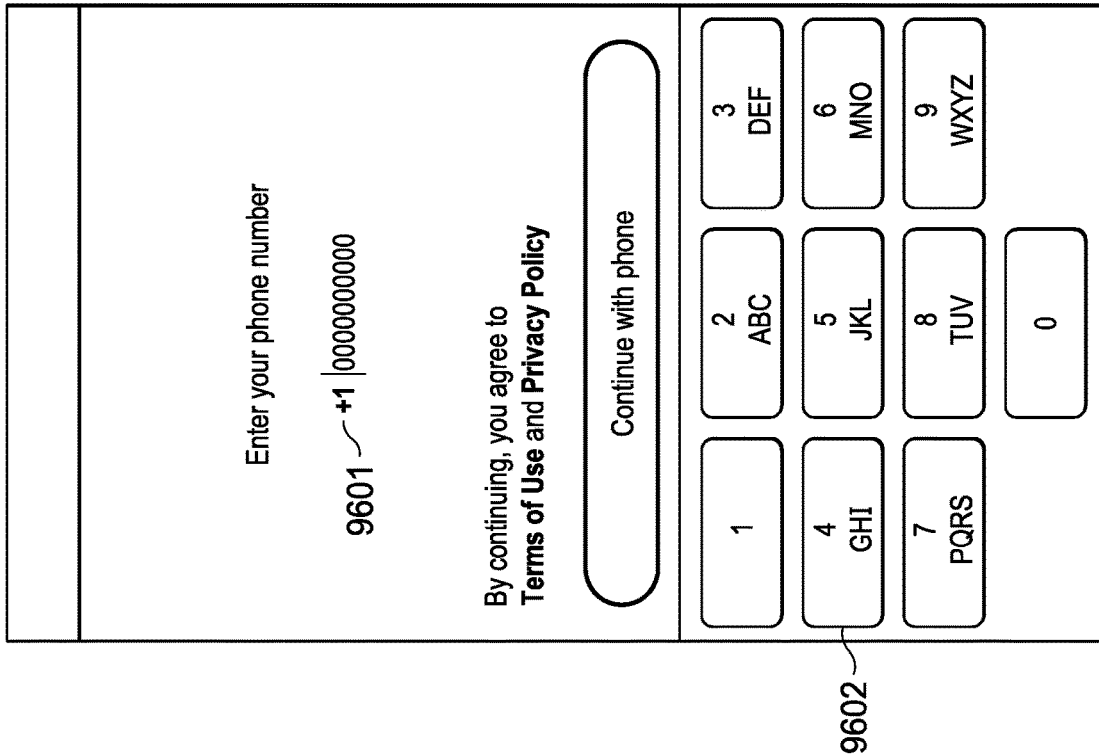 Enter your phone number
9601 +1 0000000000
By continuing, you agree to
Terms of Use and Privacy Policy
Continue with phone
1
2
ABC
3
DEF
4
GHI
5
JKL
6
MNO
9602
7
PQRS
8
TUV
9
WXYZ
0